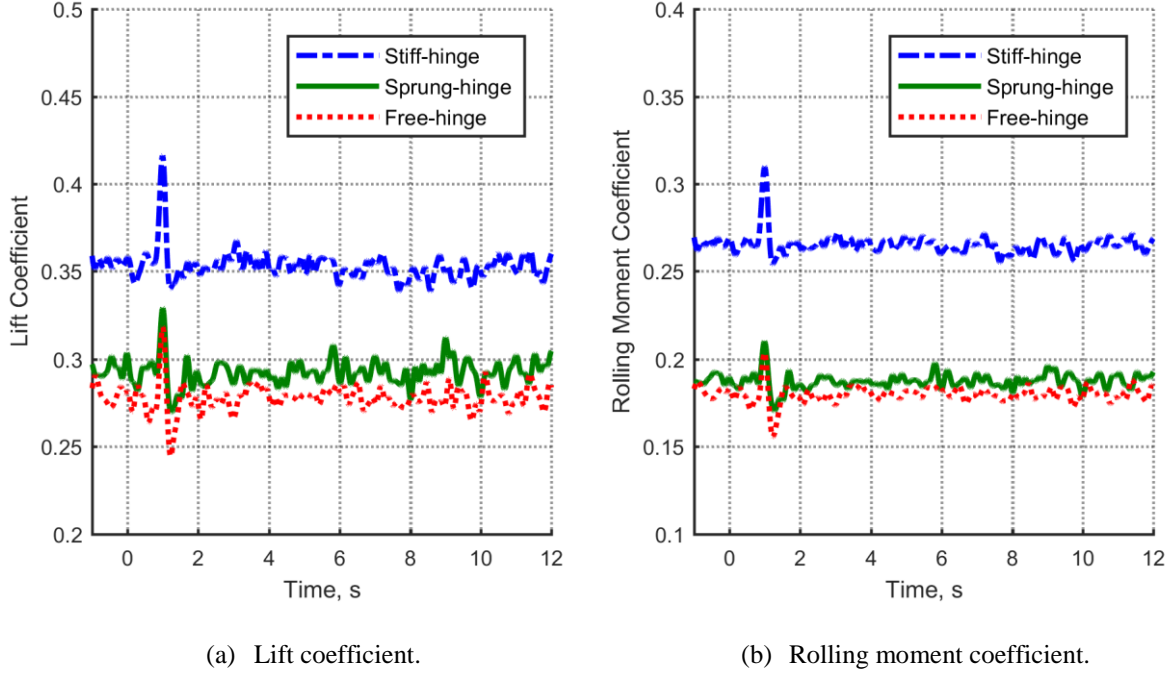 0.5
0.45
0.4
0.35
0.3
0.25
0.2
Lift Coefficient
Stiff-hinge
Sprung-hinge
Free-hinge
0 2 4 6 8 10 12
Time, s
(a) Lift coefficient.
0.4
0.35
0.3
0.25
0.2
0.15
0.1
Rolling Moment Coefficient
Stiff-hinge
Sprung-hinge
Free-hinge
0 2 4 6 8 10 12
Time, s
(b) Rolling moment coefficient.